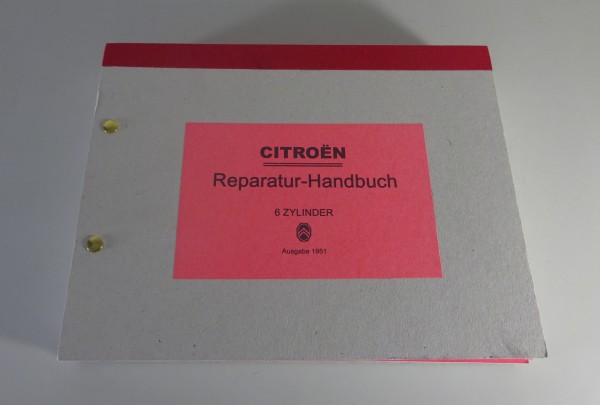 CITROËN
Reparatur-Handbuch
6 ZYLINDER
Ausgabe 1951